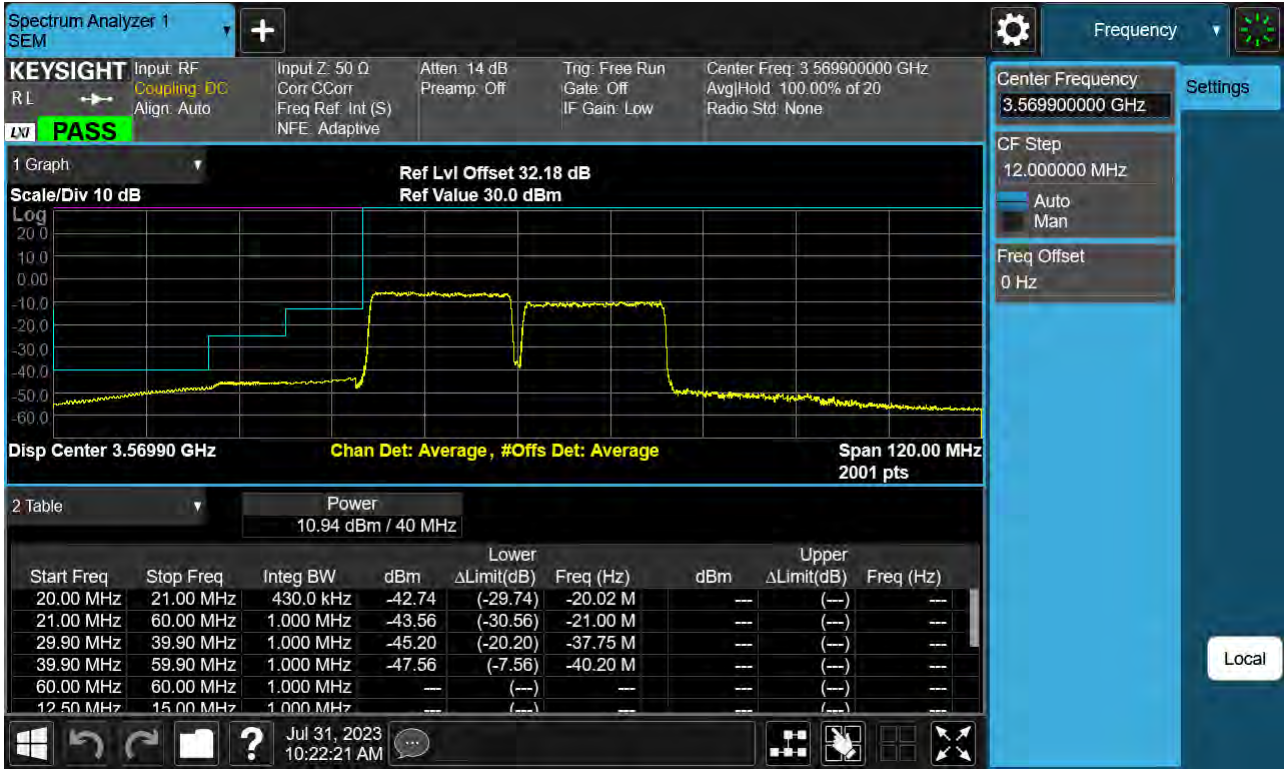 Spectrum Analyzer 1
SEM
Frequency
KEYSIGHT
R L
LXI
PASS
Input: RF
Coupling: DC
Align: Auto
Input Z: 50 Ω
Corr CCorr
Freq Ref: Int (S)
NFE: Adaptive
Atten: 14 dB
Preamp: Off
Trig: Free Run
Gate: Off
IF Gain: Low
Center Freq: 3.569900000 GHz
Avg|Hold: 100.00% of 20
Radio Std: None
Center Frequency
3.569900000 GHz
Settings
CF Step
12.000000 MHz
Auto
Man
Freq Offset
0 Hz
1 Graph
Scale/Div 10 dB
Ref Lvl Offset 32.18 dB
Ref Value 30.0 dBm
Log
20.0
10.0
0.00
-10.0
-20.0
-30.0
-40.0
-50.0
-60.0
Disp Center 3.56990 GHz
Chan Det: Average , #Offs Det: Average
Span 120.00 MHz
2001 pts
2 Table
Power
10.94 dBm / 40 MHz
Lower Upper
Start Freq Stop Freq Integ BW dBm ΔLimit(dB) Freq (Hz) dBm ΔLimit(dB) Freq (Hz)
20.00 MHz 21.00 MHz 430.0 kHz -42.74 (-29.74) -20.02 M --- (---) ---
21.00 MHz 60.00 MHz 1.000 MHz -43.56 (-30.56) -21.00 M --- (---) ---
29.90 MHz 39.90 MHz 1.000 MHz -45.20 (-20.20) -37.75 M --- (---) ---
39.90 MHz 59.90 MHz 1.000 MHz -47.56 (-7.56) -40.20 M --- (---) ---
60.00 MHz 60.00 MHz 1.000 MHz --- (---) --- --- (---) ---
12.50 MHz 15.00 MHz 1.000 MHz --- (---) --- --- (---) ---
Local
Jul 31, 2023
10:22:21 AM